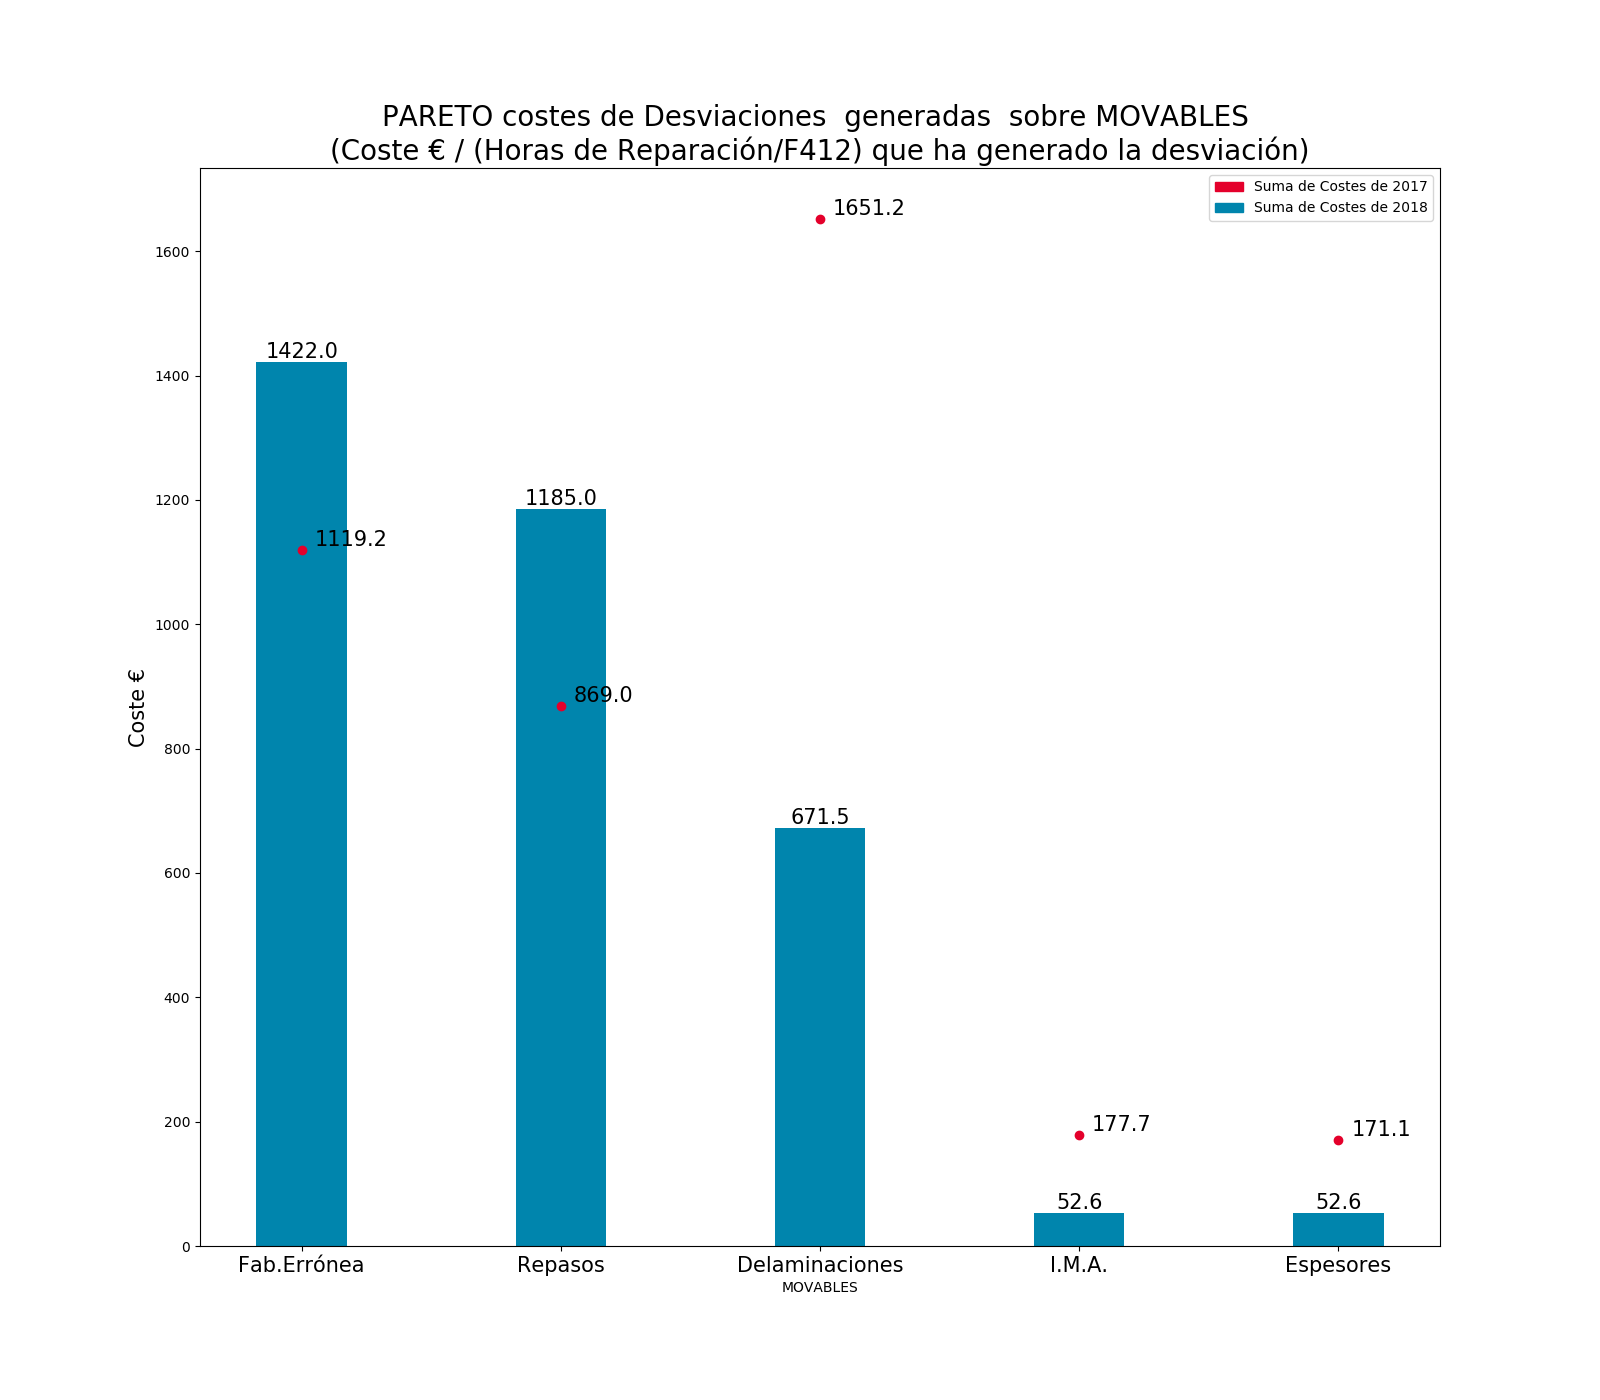 PARETO costes de Desviaciones  generadas  sobre MOVABLES
(Coste € / (Horas de Reparación/F412) que ha generado la desviación)
Suma de Costes de 2017
Suma de Costes de 2018
1651.2
1600
1422.0
1400
1185.0
1200
1119.2
1000
Coste €
869.0
800
671.5
600
400
200
177.7
171.1
52.6
52.6
0
Fab.Errónea
Repasos
Delaminaciones
I.M.A.
Espesores
MOVABLES